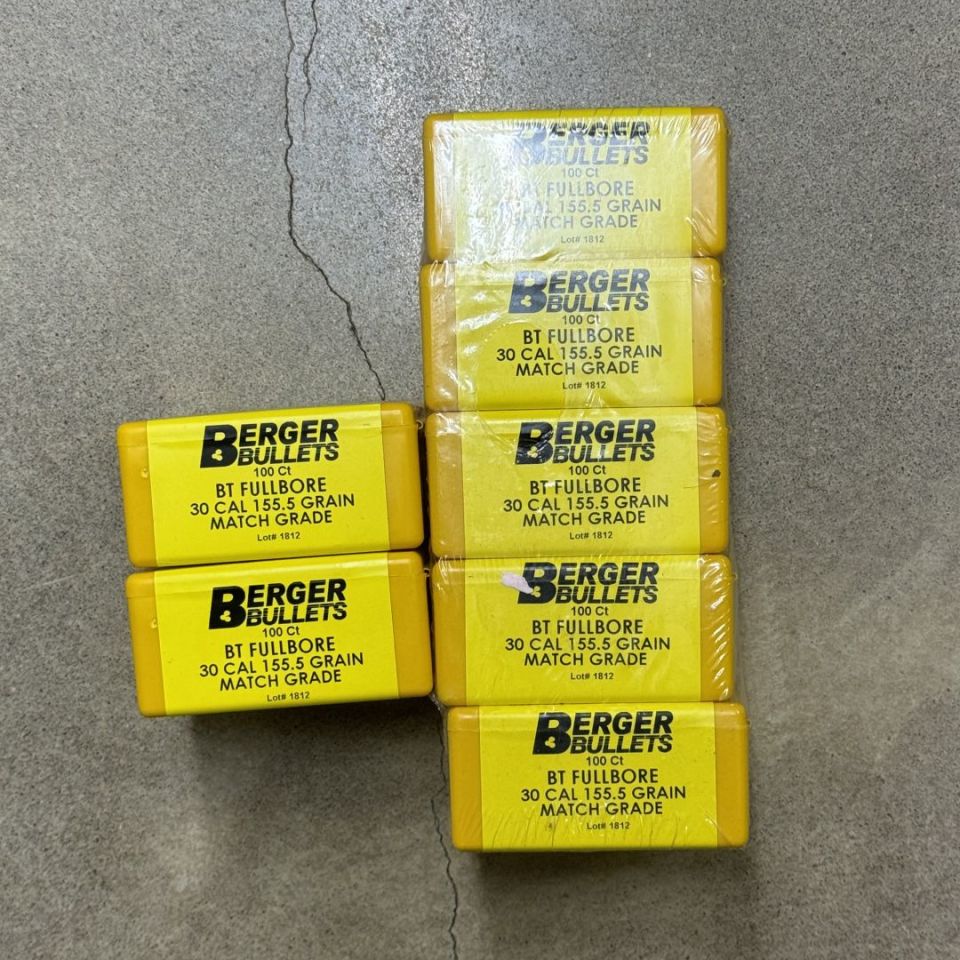 BERGER
BULLETS
100 Ct
BT FULLBORE
CAL 155.5 GRAIN
MATCH GRADE
Lot# 1812
BERGER
BULLETS
100 Ct
BT FULLBORE
30 CAL 155.5 GRAIN
MATCH GRADE
Lot# 1812
BERGER
BULLETS
100 Ct
BT FULLBORE
30 CAL 155.5 GRAIN
MATCH GRADE
Lot# 1812
BERGER
BULLETS
100 Ct
BT FULLBORE
30 CAL 155.5 GRAIN
MATCH GRADE
Lot# 1812
BERGER
BULLETS
100 Ct
BT FULLBORE
30 CAL 155.5 GRAIN
MATCH GRADE
Lot# 1812
BERGER
BULLETS
100 Ct
BT FULLBORE
30 CAL 155.5 GRAIN
MATCH GRADE
Lot# 1812
BERGER
BULLETS
100 Ct
BT FULLBORE
30 CAL 155.5 GRAIN
MATCH GRADE
Lot# 1812